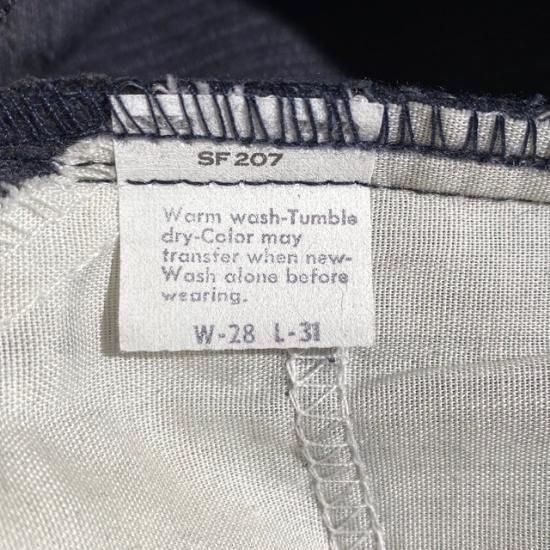 SF 207
Warm wash-Tumble
dry-Color may
transfer when new-
Wash alone before
wearing.
W-28 L-31